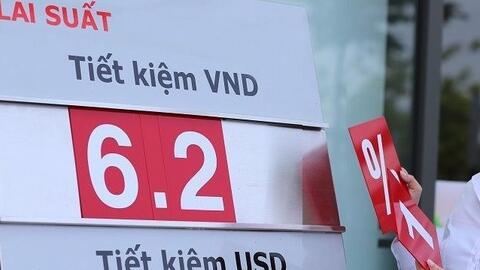 LÃI SUẤT
Tiết kiệm VND
6.2
%
Tiết kiệm USD